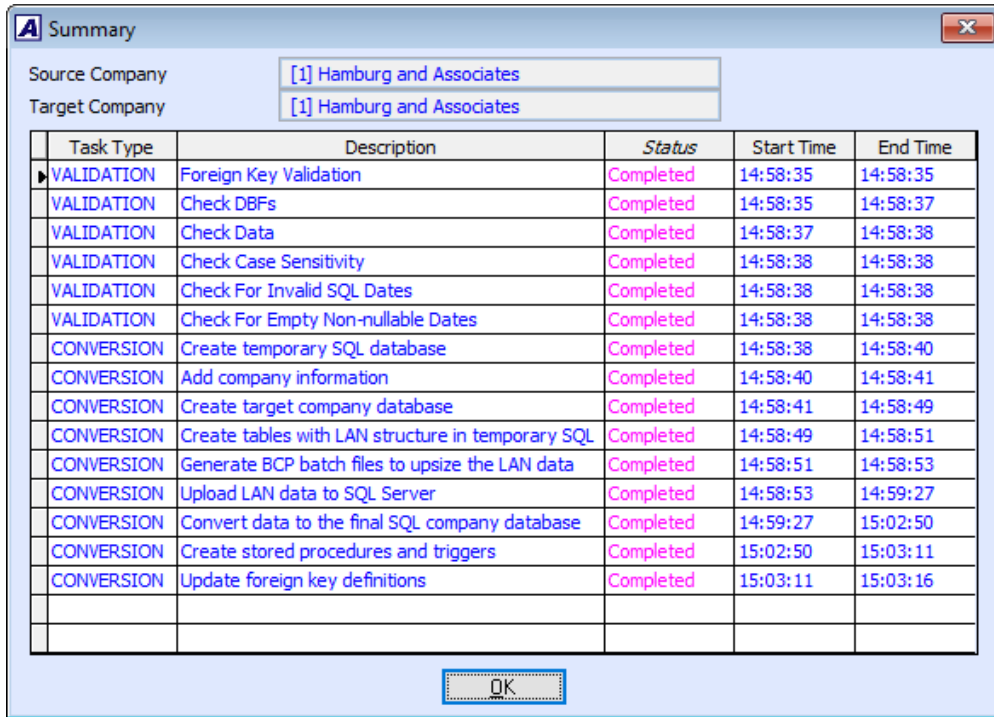 Summary
Source Company [1] Hamburg and Associates
Target Company [1] Hamburg and Associates
Task Type Description Status Start Time End Time
VALIDATION Foreign Key Validation Completed 14:58:35 14:58:35
VALIDATION Check DBFs Completed 14:58:35 14:58:37
VALIDATION Check Data Completed 14:58:37 14:58:38
VALIDATION Check Case Sensitivity Completed 14:58:38 14:58:38
VALIDATION Check For Invalid SQL Dates Completed 14:58:38 14:58:38
VALIDATION Check For Empty Non-nullable Dates Completed 14:58:38 14:58:38
CONVERSION Create temporary SQL database Completed 14:58:38 14:58:40
CONVERSION Add company information Completed 14:58:40 14:58:41
CONVERSION Create target company database Completed 14:58:41 14:58:49
CONVERSION Create tables with LAN structure in temporary SQL Completed 14:58:49 14:58:51
CONVERSION Generate BCP batch files to upsize the LAN data Completed 14:58:51 14:58:53
CONVERSION Upload LAN data to SQL Server Completed 14:58:53 14:59:27
CONVERSION Convert data to the final SQL company database Completed 14:59:27 15:02:50
CONVERSION Create stored procedures and triggers Completed 15:02:50 15:03:11
CONVERSION Update foreign key definitions Completed 15:03:11 15:03:16
OK